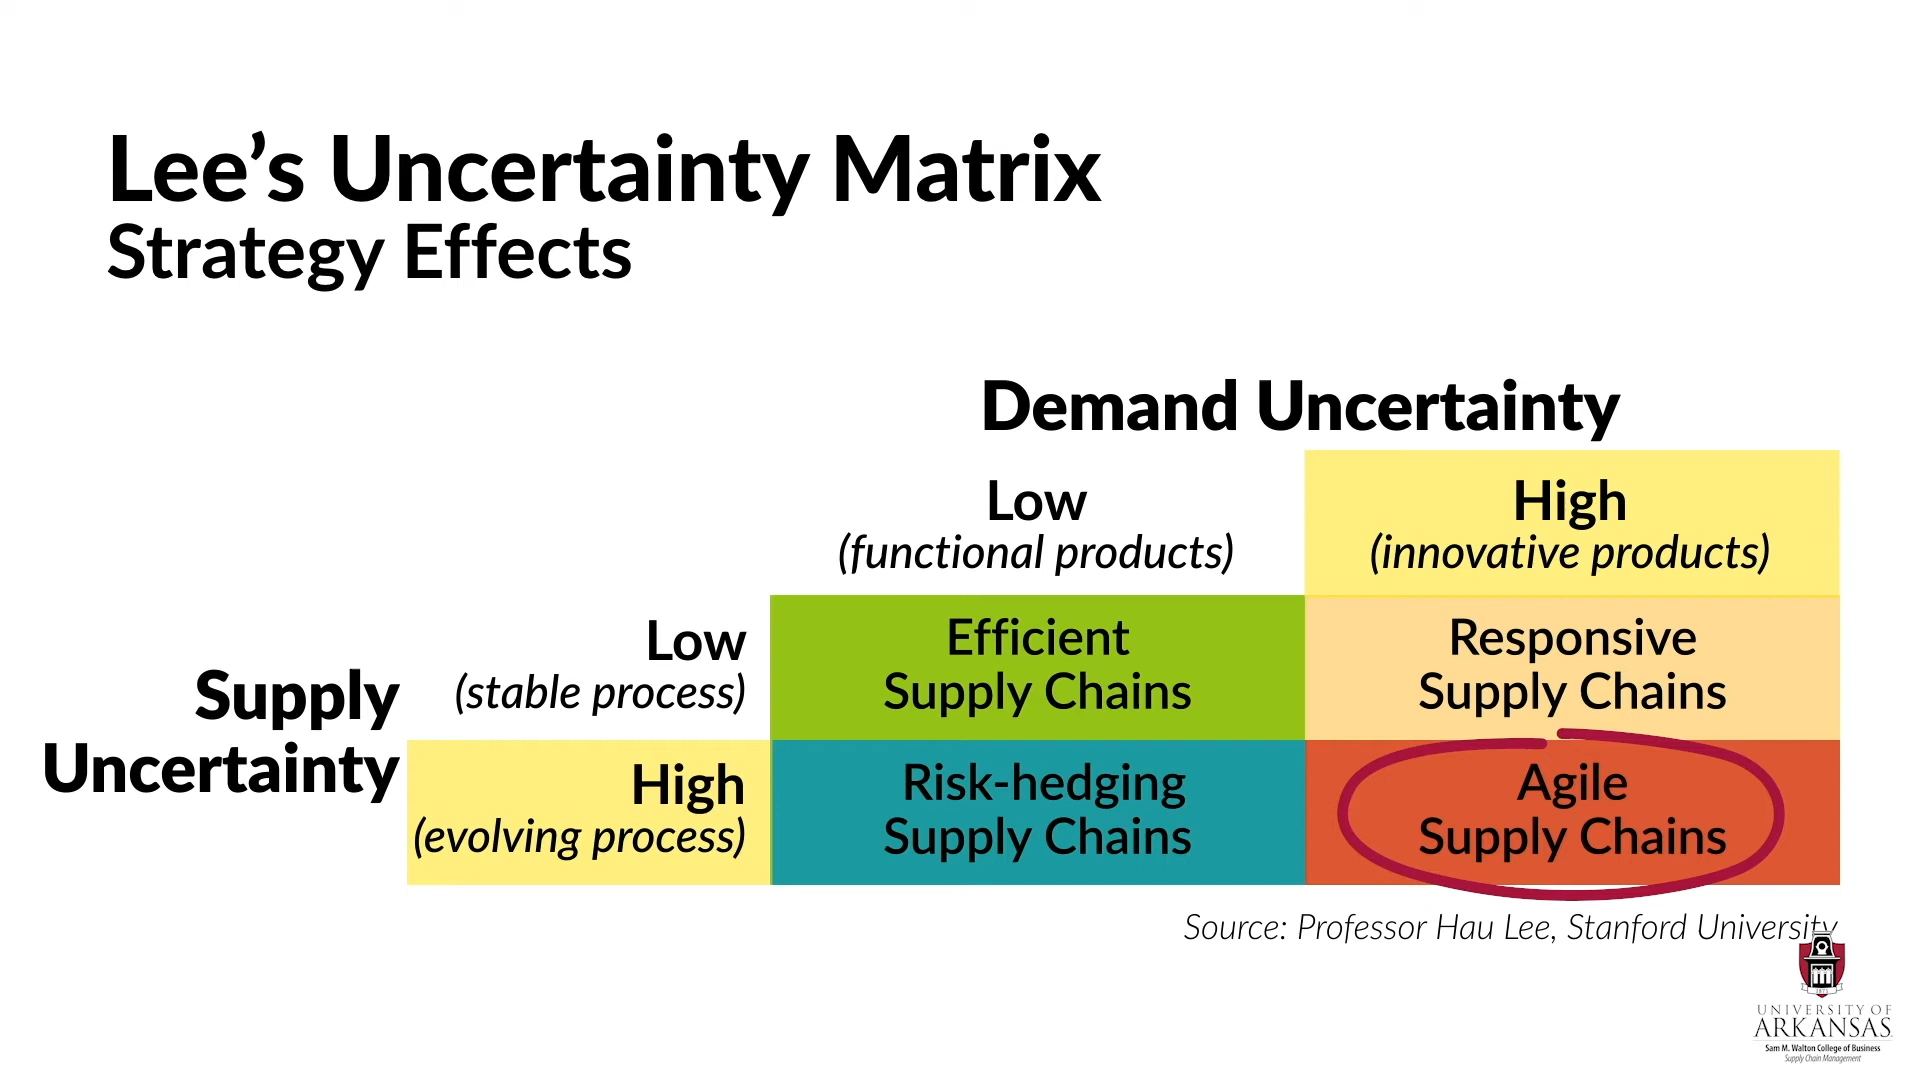 Lee’s Uncertainty Matrix
Strategy Effects
Demand Uncertainty
Low
(functional products)
High
(innovative products)
Supply
Uncertainty
Low
(stable process)
Efficient
Supply Chains
Responsive
Supply Chains
High
(evolving process)
Risk-hedging
Supply Chains
Agile
Supply Chains
Source: Professor Hau Lee, Stanford University
1871
UNIVERSITY OF
ARKANSAS
Sam M. Walton College of Business
Supply Chain Management